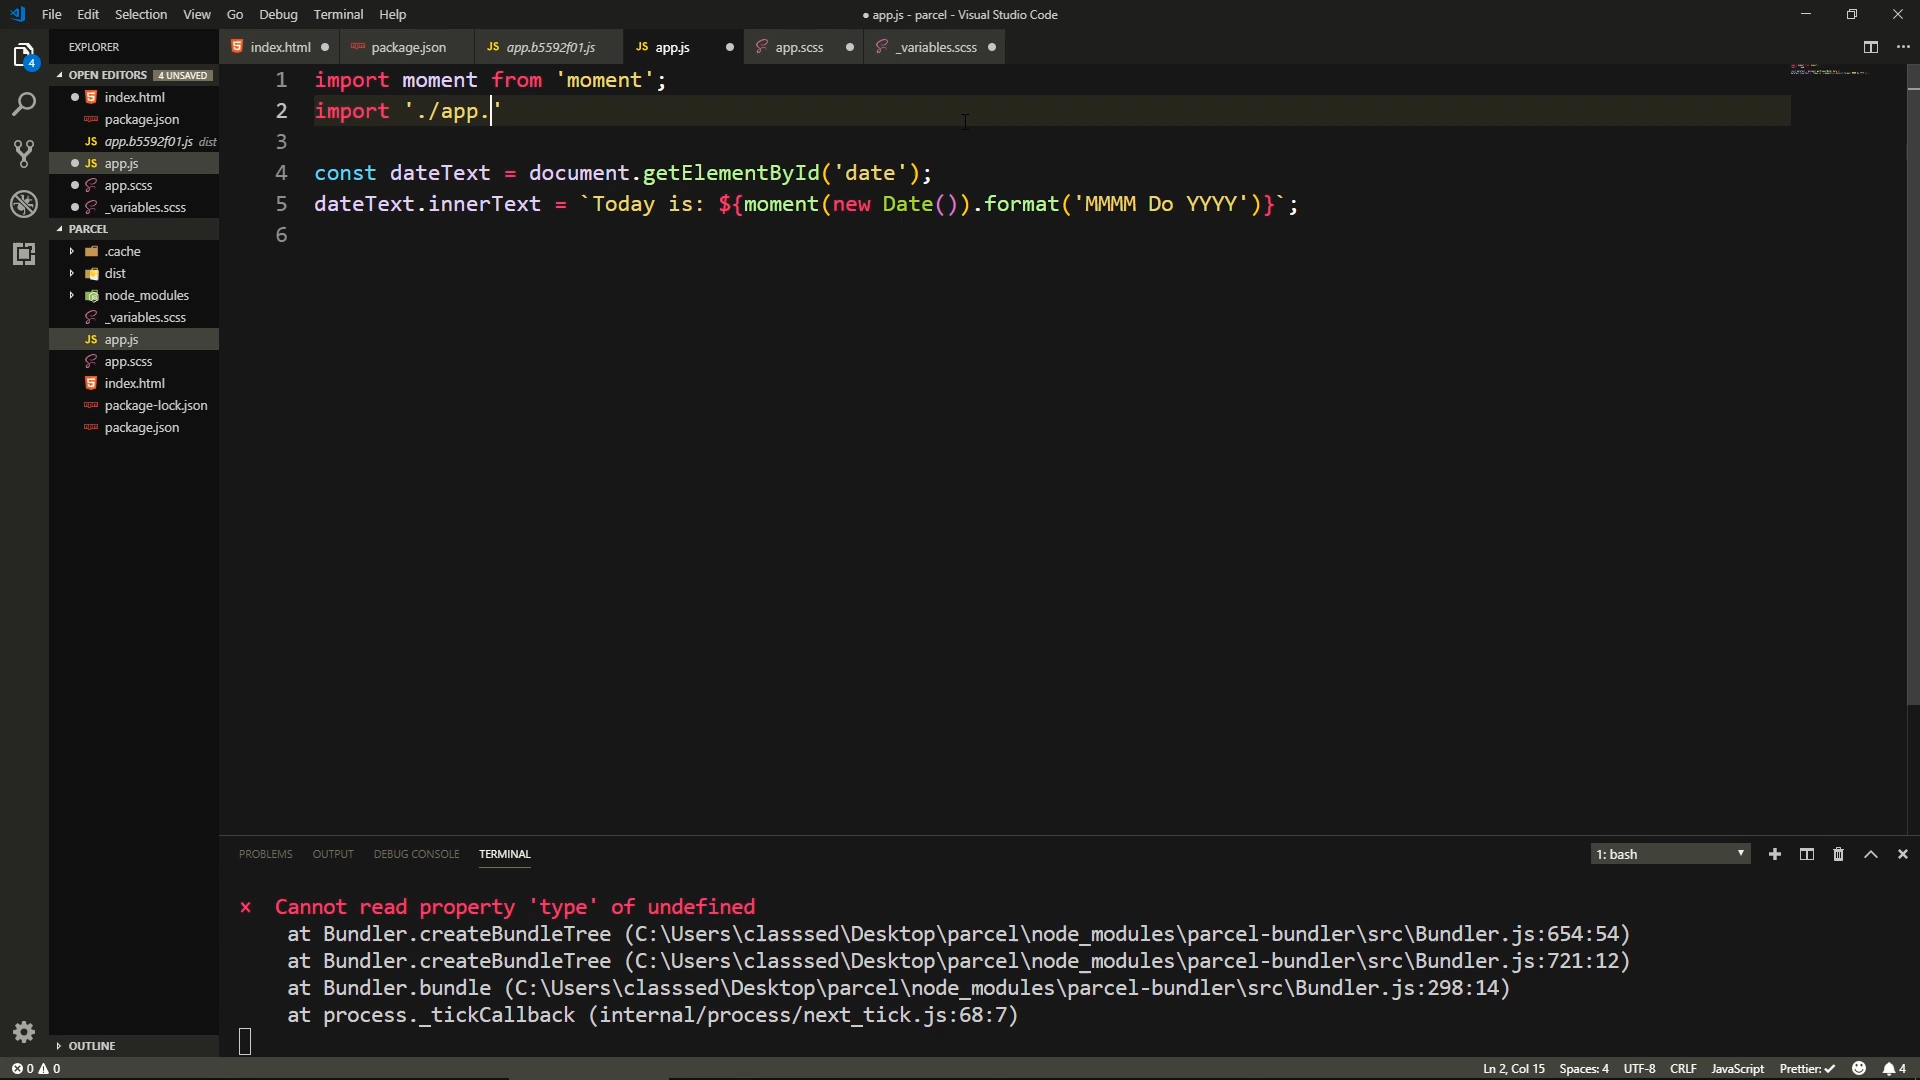 File Edit Selection View Go Debug Terminal Help
● app.js - parcel - Visual Studio Code
EXPLORER
index.html
package.json
JS app.b5592f01.js
JS app.js
app.scss
_variables.scss
4
OPEN EDITORS 4 UNSAVED
index.html
package.json
JS app.b5592f01.js dist
JS app.js
app.scss
_variables.scss
PARCEL
.cache
dist
node_modules
_variables.scss
JS app.js
app.scss
index.html
package-lock.json
package.json
OUTLINE
1 import moment from 'moment';
2 import './app.'
3
4 const dateText = document.getElementById('date');
5 dateText.innerText = `Today is: ${moment(new Date()).format('MMMM Do YYYY')}`;
6
PROBLEMS OUTPUT DEBUG CONSOLE TERMINAL
1: bash
× Cannot read property 'type' of undefined
at Bundler.createBundleTree (C:\Users\classsed\Desktop\parcel\node_modules\parcel-bundler\src\Bundler.js:654:54)
at Bundler.createBundleTree (C:\Users\classsed\Desktop\parcel\node_modules\parcel-bundler\src\Bundler.js:721:12)
at Bundler.bundle (C:\Users\classsed\Desktop\parcel\node_modules\parcel-bundler\src\Bundler.js:298:14)
at process._tickCallback (internal/process/next_tick.js:68:7)
0 0
Ln 2, Col 15 Spaces: 4 UTF-8 CRLF JavaScript Prettier: ✓ 4